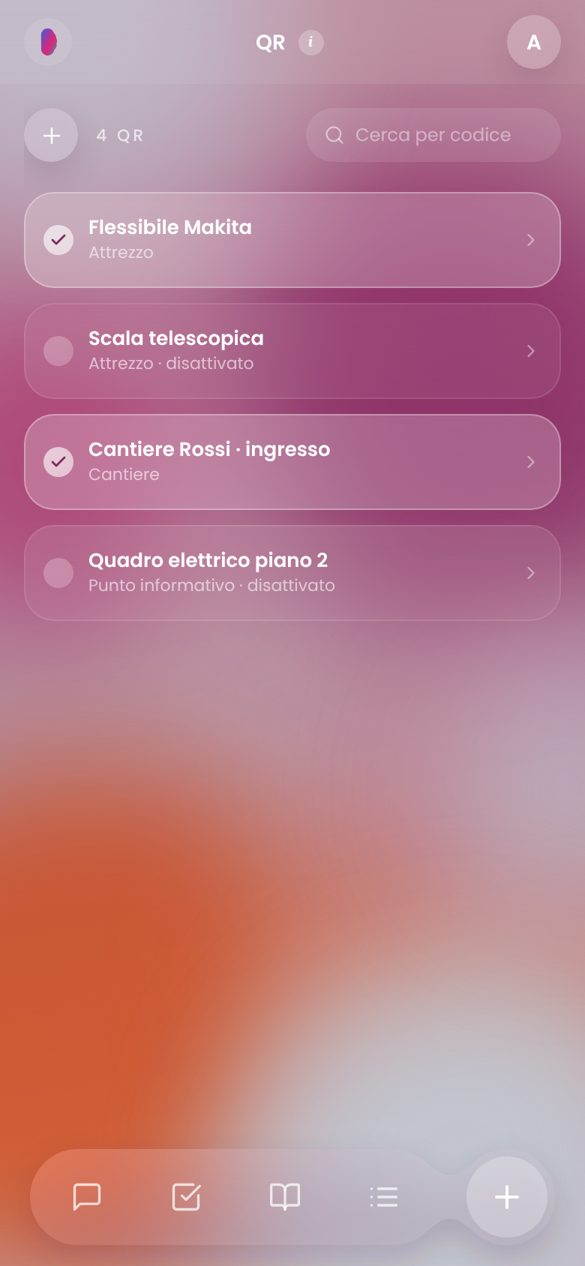 QR i A
4 QR
Cerca per codice
Flessibile Makita
Attrezzo
Scala telescopica
Attrezzo · disattivato
Cantiere Rossi · ingresso
Cantiere
Quadro elettrico piano 2
Punto informativo · disattivato